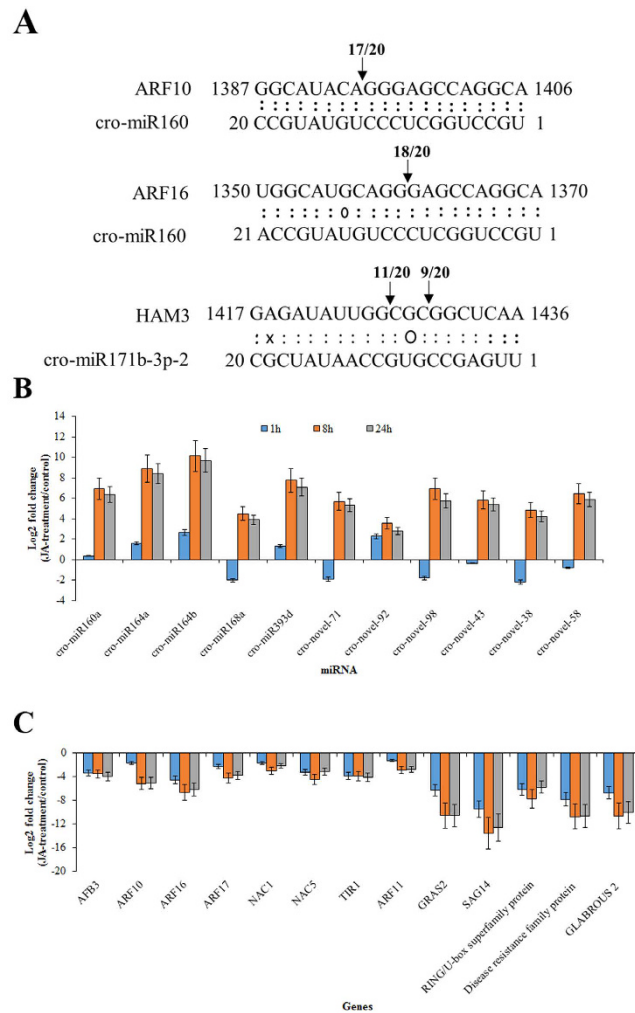 A
17/20
ARF10 1387 GGCAUACAGGGAGCCAGGCA 1406
: : : : : : : : : : : : : : : : : : : :
cro-miR160 20 CCGUAUGUCCCUCGGUCCGU 1
18/20
ARF16 1350 UGGCAUGCAGGGAGCCAGGCA 1370
: : : : : : o : : : : : : : : : : : : : :
cro-miR160 21 ACCGUAUGUCCCUCGGUCCGU 1
11/20 9/20
HAM3 1417 GAGAUAUUGGCGCGGCUCAA 1436
: x : : : : : : : : : O : : : : : : : :
cro-miR171b-3p-2 20 CGCUAUAACCGUGCCGAGUU 1
B
14
12
10
8
6
4
2
0
-2
-4
Log2 fold change
(JA-treatment/control)
1h 8h 24h
cro-miR160a cro-miR164a cro-miR164b cro-miR168a cro-miR393d cro-novel-71 cro-novel-92 cro-novel-98 cro-novel-43 cro-novel-38 cro-novel-58
miRNA
C
0
-4
-8
-12
-16
-20
Log2 fold change
(JA-treatment/control)
AFB3 ARF10 ARF16 ARF17 NAC1 NAC5 TIR1 ARF11 GRAS2 SAG14 RING/U-box superfamily protein Disease resistance family protein GLABROUS 2
Genes